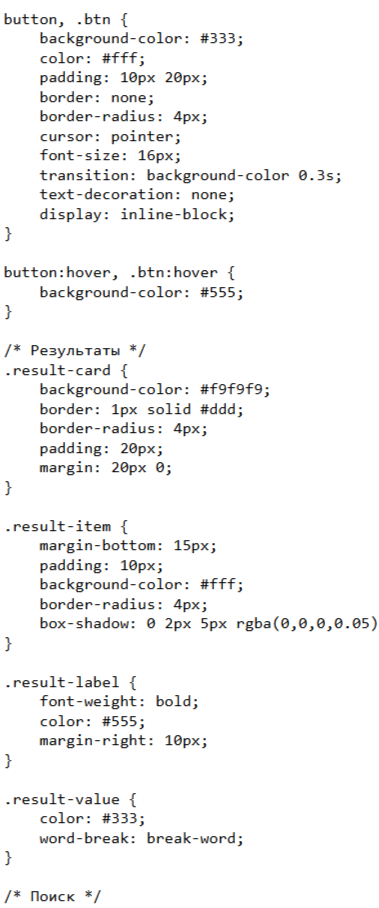 button, .btn {
    background-color: #333;
    color: #fff;
    padding: 10px 20px;
    border: none;
    border-radius: 4px;
    cursor: pointer;
    font-size: 16px;
    transition: background-color 0.3s;
    text-decoration: none;
    display: inline-block;
}

button:hover, .btn:hover {
    background-color: #555;
}

/* Результаты */
.result-card {
    background-color: #f9f9f9;
    border: 1px solid #ddd;
    border-radius: 4px;
    padding: 20px;
    margin: 20px 0;
}

.result-item {
    margin-bottom: 15px;
    padding: 10px;
    background-color: #fff;
    border-radius: 4px;
    box-shadow: 0 2px 5px rgba(0,0,0,0.05)
}

.result-label {
    font-weight: bold;
    color: #555;
    margin-right: 10px;
}

.result-value {
    color: #333;
    word-break: break-word;
}

/* Поиск */